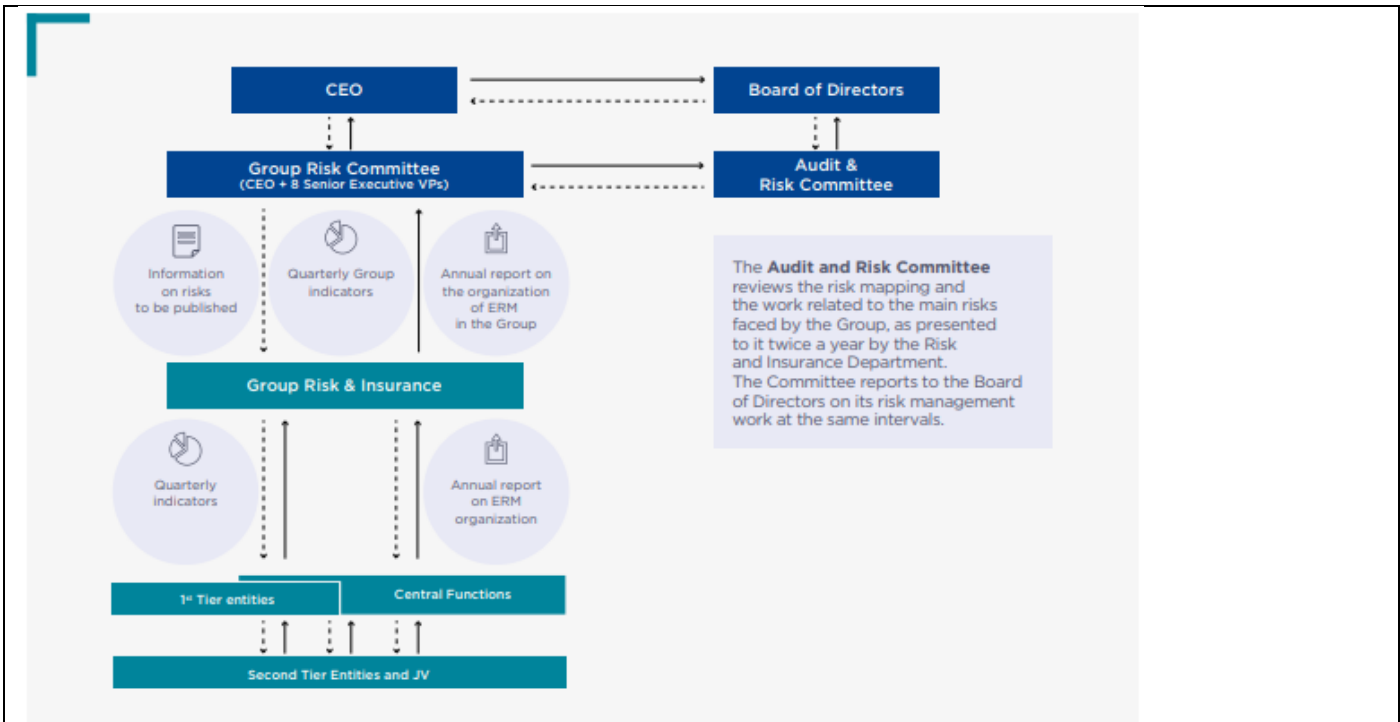 CEO
Board of Directors
Group Risk Committee
(CEO + 8 Senior Executive VPs)
Audit &
Risk Committee
Information
on risks
to be published
Quarterly Group
indicators
Annual report on
the organization
of ERM
in the Group
The Audit and Risk Committee
reviews the risk mapping and
the work related to the main risks
faced by the Group, as presented
to it twice a year by the Risk
and Insurance Department.
The Committee reports to the Board
of Directors on its risk management
work at the same intervals.
Group Risk & Insurance
Quarterly
indicators
Annual report
on ERM
organization
1st Tier entities
Central Functions
Second Tier Entities and JV